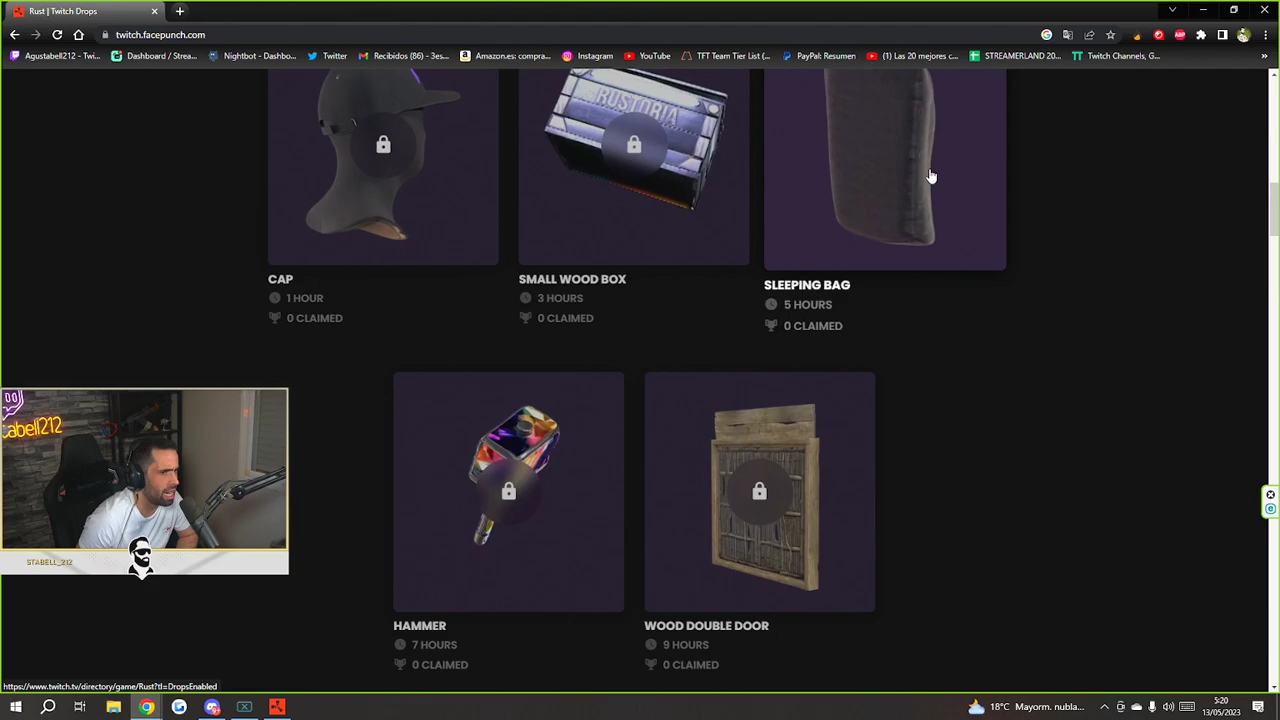 Rust | Twitch Drops
twitch.facepunch.com
Agustabell212 - Twi...
Dashboard / Strea...
Nightbot - Dashbo...
Twitter
Recibidos (16) - 3es...
Amazon.es: compra...
Instagram
YouTube
TFT Team Tier List (...
PayPal: Resumen
(1) Las 20 mejores c...
STREAMERLAND 20...
Twitch Channels, G...
RUSTORIA
CAP
1 HOUR
0 CLAIMED
SMALL WOOD BOX
3 HOURS
0 CLAIMED
SLEEPING BAG
5 HOURS
0 CLAIMED
tabell212
STABELL_212
HAMMER
7 HOURS
0 CLAIMED
WOOD DOUBLE DOOR
9 HOURS
0 CLAIMED
https://www.twitch.tv/directory/game/Rust?tl=DropsEnabled
18°C Mayorm. nubla...
5:20
13/05/2023